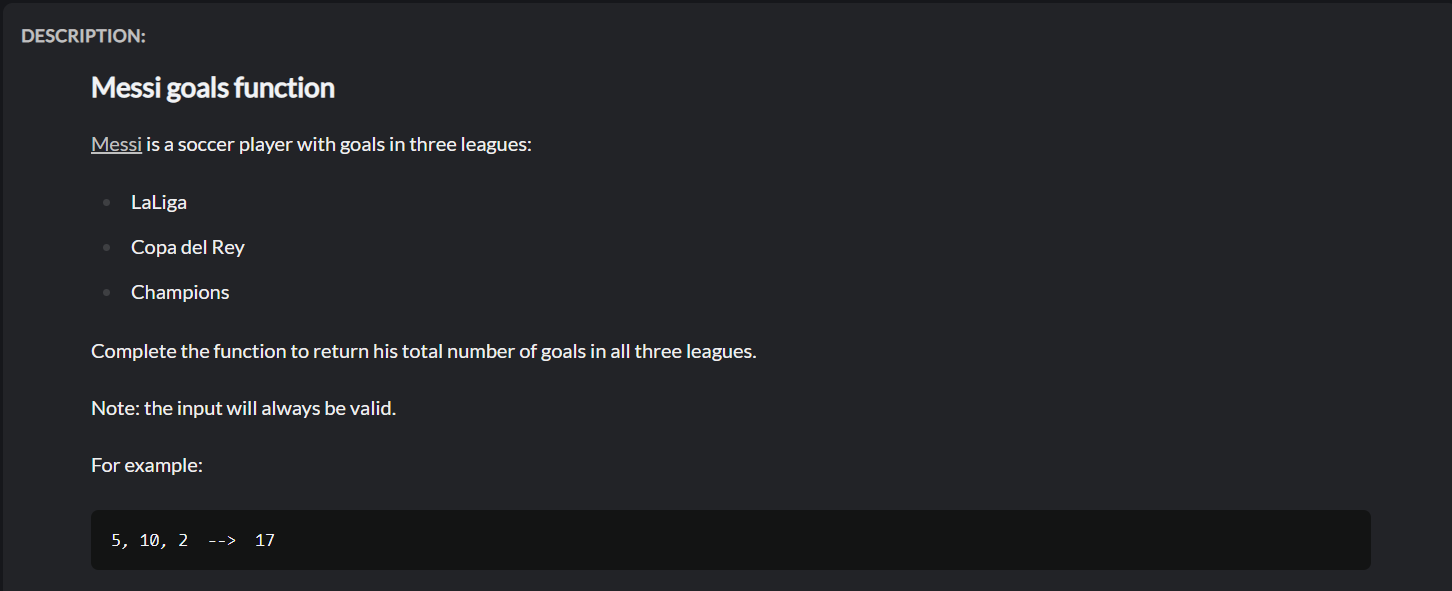 DESCRIPTION:
Messi goals function
Messi is a soccer player with goals in three leagues:
LaLiga
Copa del Rey
Champions
Complete the function to return his total number of goals in all three leagues.
Note: the input will always be valid.
For example:
5, 10, 2  -->  17